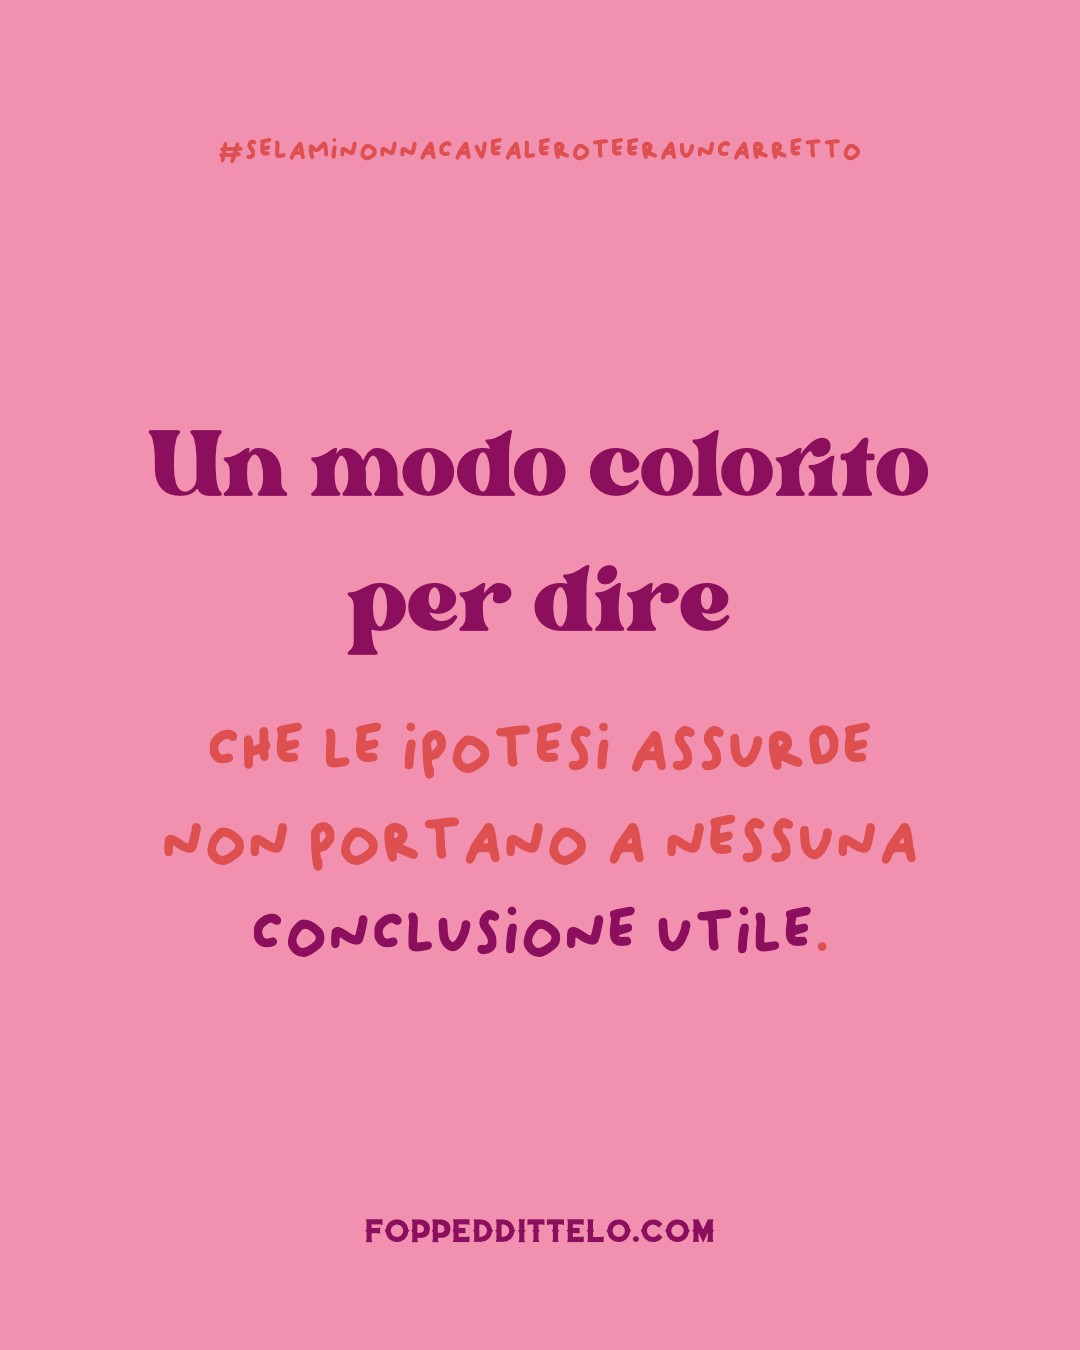 #SELAMINONNACAVEALEROTEERAUNCARRETTO
Un modo colorito
per dire
CHE LE IPOTESI ASSURDE
NON PORTANO A NESSUNA
CONCLUSIONE UTILE.
FOPPEDDITTELO.COM